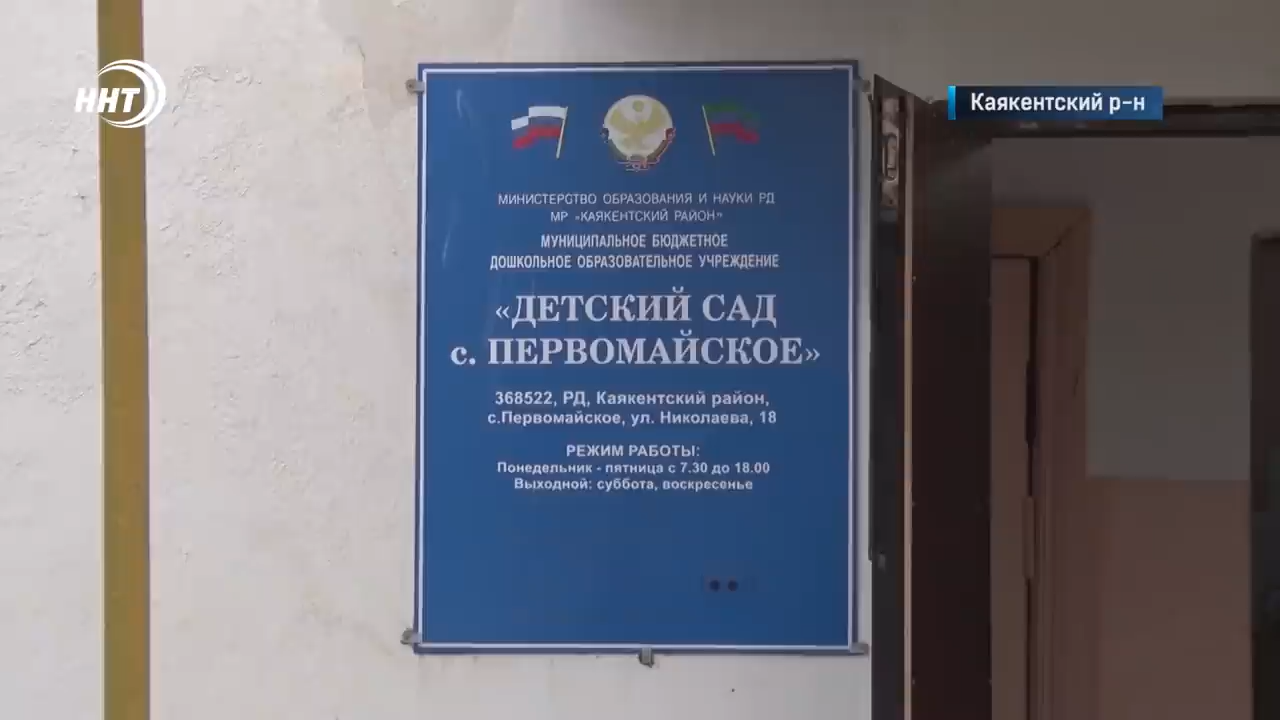 ННТ
Каякентский р-н
МИНИСТЕРСТВО ОБРАЗОВАНИЯ И НАУКИ РД
МР «КАЯКЕНТСКИЙ РАЙОН"
МУНИЦИПАЛЬНОЕ БЮДЖЕТНОЕ
ДОШКОЛЬНОЕ ОБРАЗОВАТЕЛЬНОЕ УЧРЕЖДЕНИЕ
«ДЕТСКИЙ САД
с. ПЕРВОМАЙСКОЕ»
368522, РД, Каякентский район,
с.Первомайское, ул. Николаева, 18
РЕЖИМ РАБОТЫ:
Понедельник - пятница с 7.30 до 18.00
Выходной: суббота, воскресенье